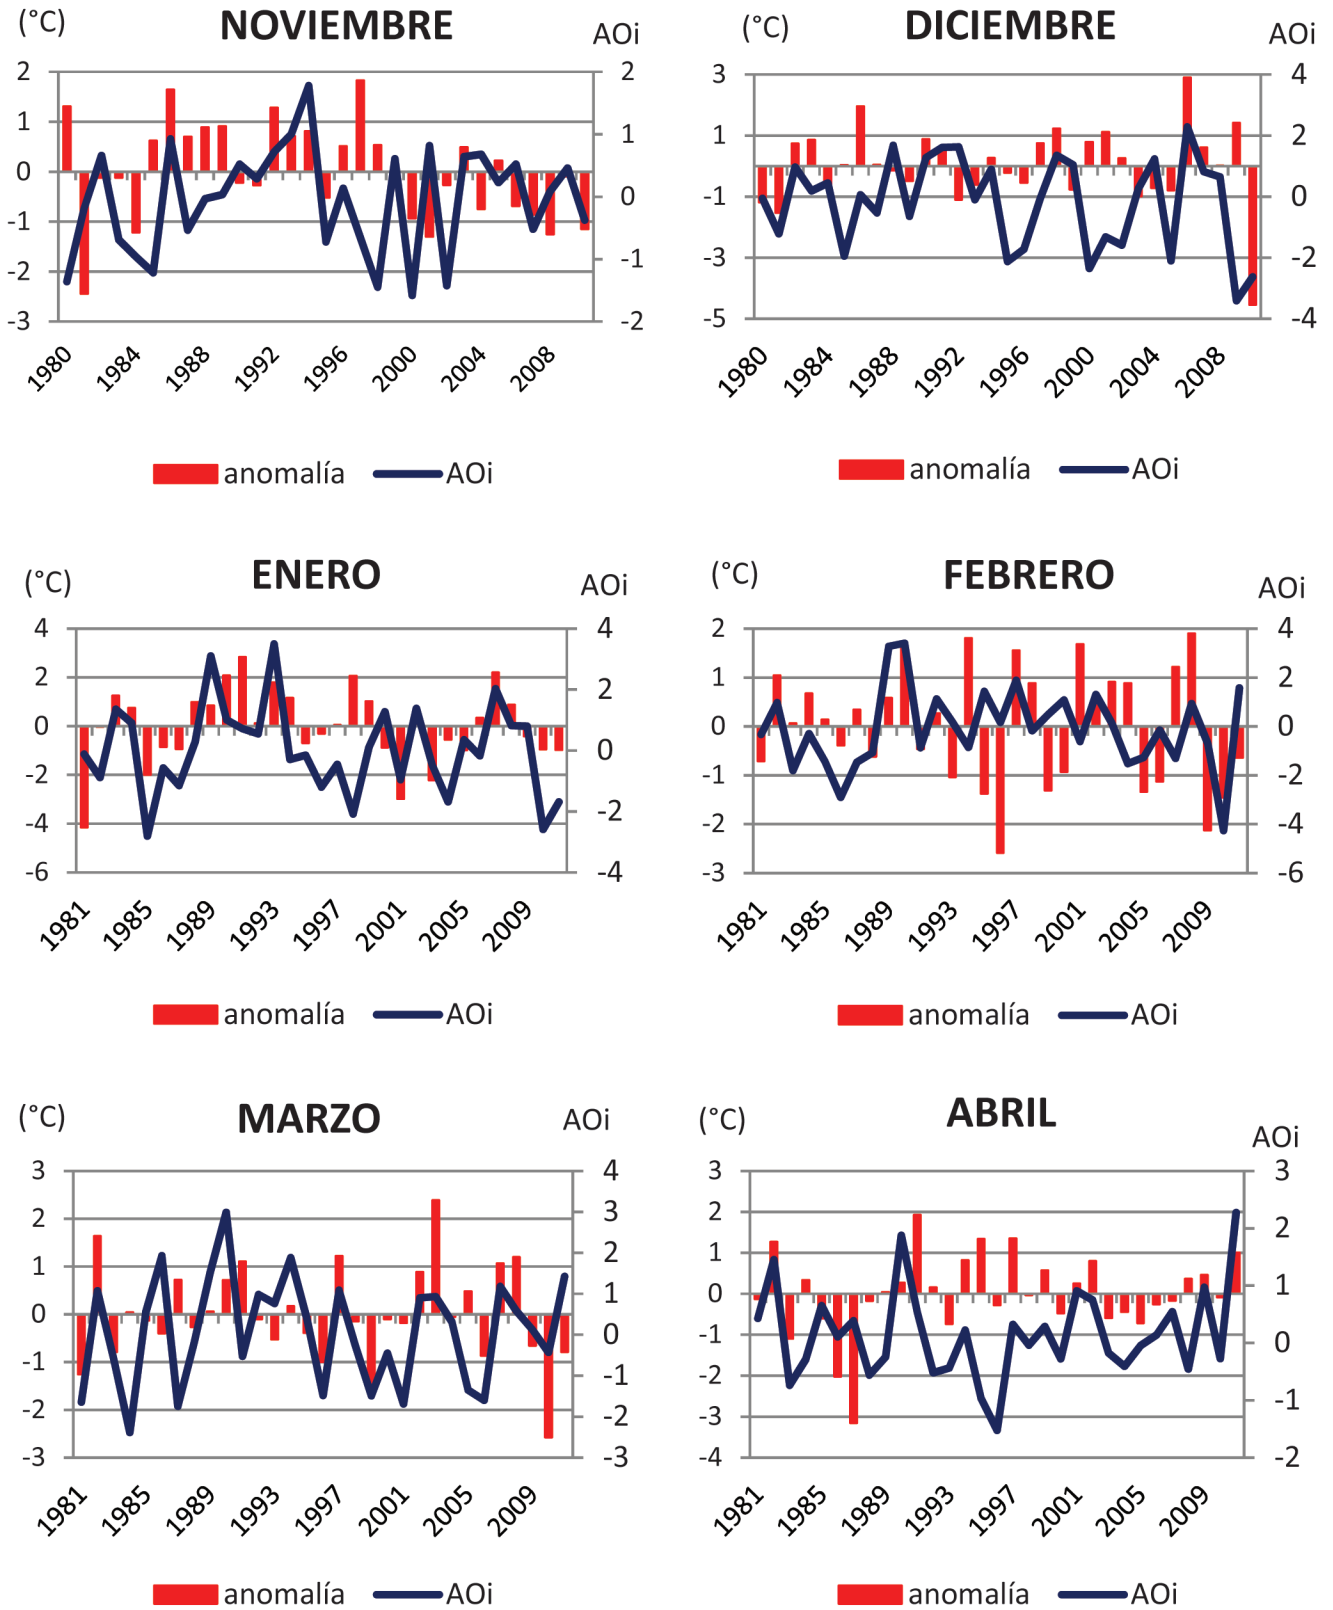 (°C) NOVIEMBRE AOi
2 2
1 1
0 0
-1 -1
-2
-3 -2
1980 1984 1988 1992 1996 2000 2004 2008
anomalía AOi
(°C) DICIEMBRE AOi
3 4
1 2
-1 0
-3 -2
-5 -4
1980 1984 1988 1992 1996 2000 2004 2008
anomalía AOi
(°C) ENERO AOi
4 4
2 2
0 0
-2
-4 -2
-6 -4
1981 1985 1989 1993 1997 2001 2005 2009
anomalía AOi
(°C) FEBRERO AOi
2 4
1 2
0 0
-1 -2
-2 -4
-3 -6
1981 1985 1989 1993 1997 2001 2005 2009
anomalía AOi
(°C) MARZO AOi
3 4
2 3
1 2
0 1
-1 0
-2 -1
-3 -2
-3
1981 1985 1989 1993 1997 2001 2005 2009
anomalía AOi
(°C) ABRIL AOi
3 3
2 2
1 1
0 0
-1 -1
-2 -2
-3
-4
1981 1985 1989 1993 1997 2001 2005 2009
anomalía AOi